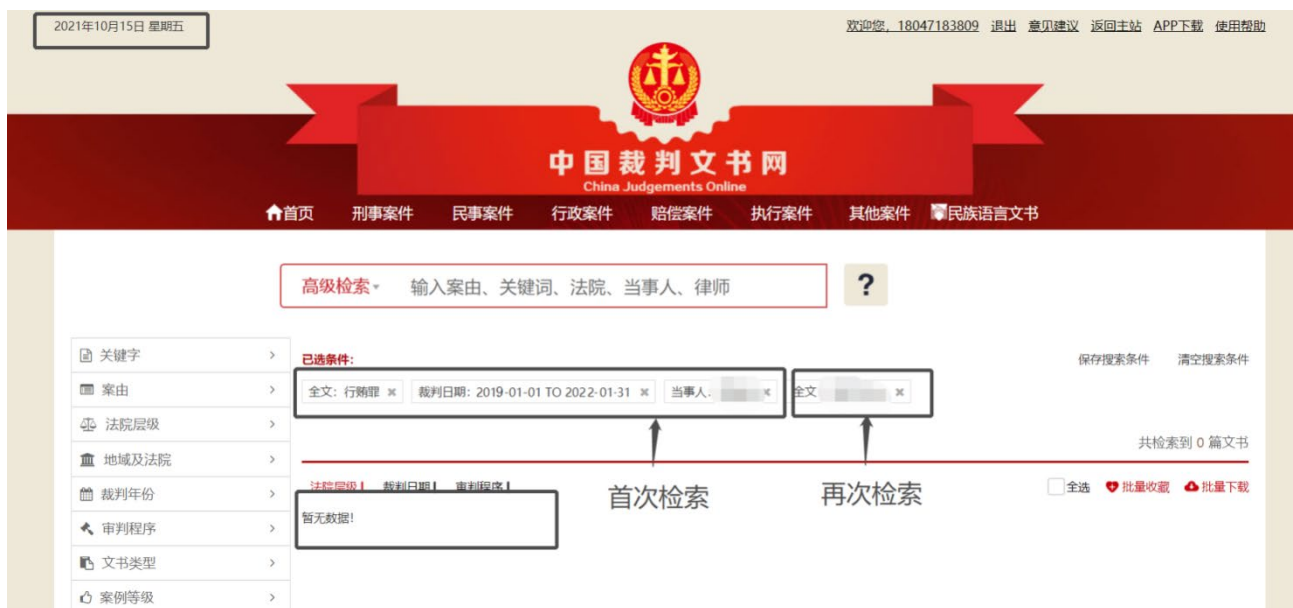 2021年10月15日 星期五
欢迎您，18047183809 退出 意见建议 返回主站 APP下载 使用帮助
中国裁判文书网
China Judgements Online
首页 刑事案件 民事案件 行政案件 赔偿案件 执行案件 其他案件 民族语言文书
高级检索 输入案由、关键词、法院、当事人、律师 ?
关键字
案由
法院层级
地域及法院
裁判年份
审判程序
文书类型
案例等级
已选条件:
保存搜索条件 清空搜索条件
全文: 行贿罪 × 裁判日期: 2019-01-01 TO 2022-01-31 × 当事人: × 全文 ×
共检索到 0 篇文书
法院层级 裁判日期 审判程序
首次检索 再次检索
全选 批量收藏 批量下载
暂无数据!